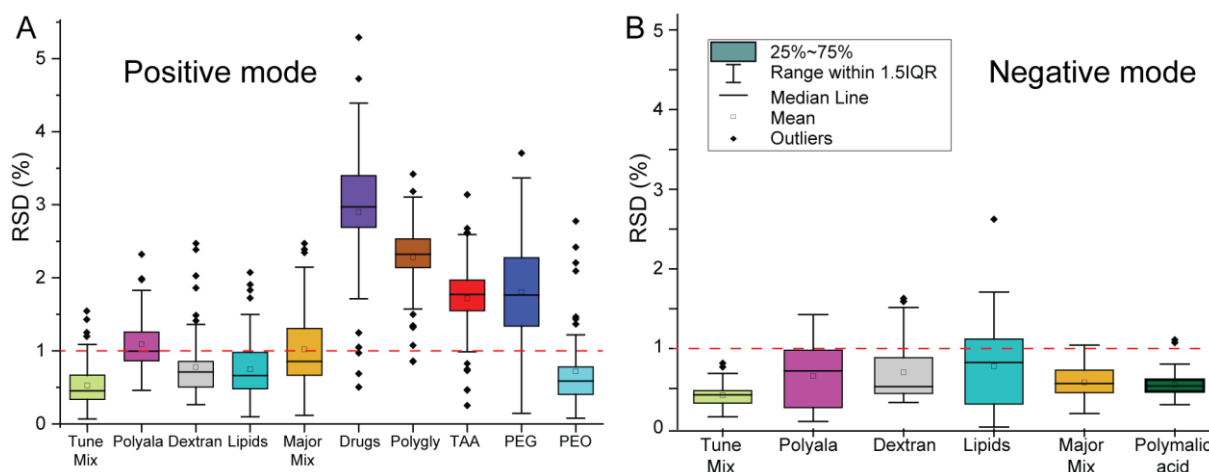 A
Positive mode
RSD (%)
5
4
3
2
1
0
Tune
Mix
Polyala
Dextran
Lipids
Major
Mix
Drugs
Polygly
TAA
PEG
PEO
B
Negative mode
25%~75%
Range within 1.5IQR
Median Line
Mean
Outliers
RSD (%)
5
4
3
2
1
0
Tune
Mix
Polyala
Dextran
Lipids
Major
Mix
Polymalic
acid